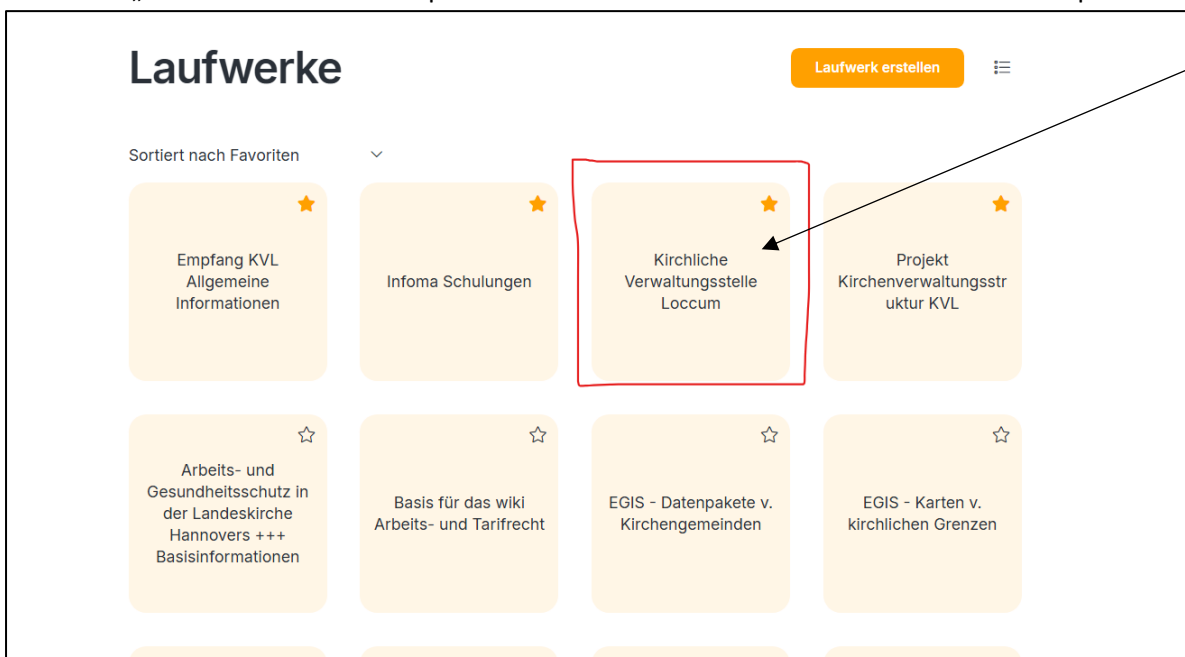 Laufwerke
Laufwerk erstellen
Sortiert nach Favoriten
Empfang KVL
Allgemeine
Informationen
Infoma Schulungen
Kirchliche
Verwaltungsstelle
Loccum
Projekt
Kirchenverwaltungsstr
uktur KVL
Arbeits- und
Gesundheitsschutz in
der Landeskirche
Hannovers +++
Basisinformationen
Basis für das wiki
Arbeits- und Tarifrecht
EGIS - Datenpakete v.
Kirchengemeinden
EGIS - Karten v.
kirchlichen Grenzen